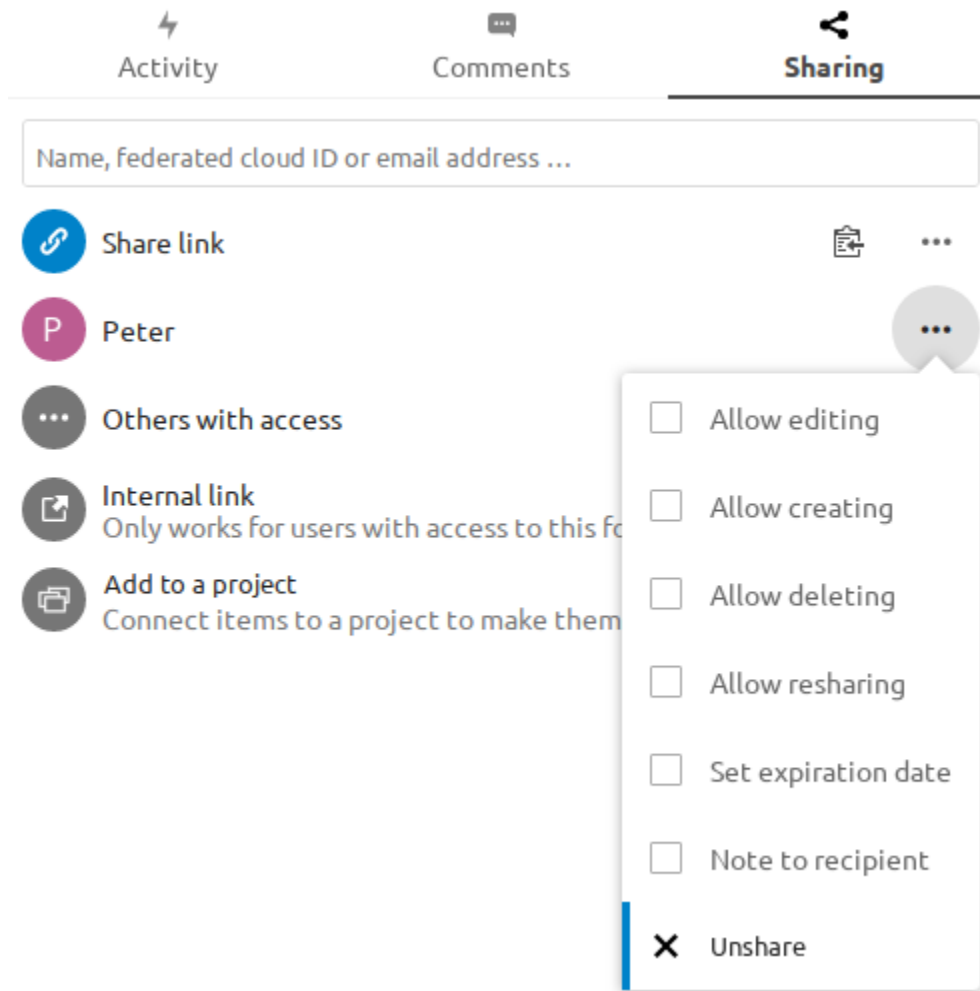 Activity
Comments
Sharing
Name, federated cloud ID or email address ...
Share link
P
Peter
Others with access
Allow editing
Internal link
Only works for users with access to this fo
Allow creating
Add to a project
Connect items to a project to make them
Allow deleting
Allow resharing
Set expiration date
Note to recipient
Unshare